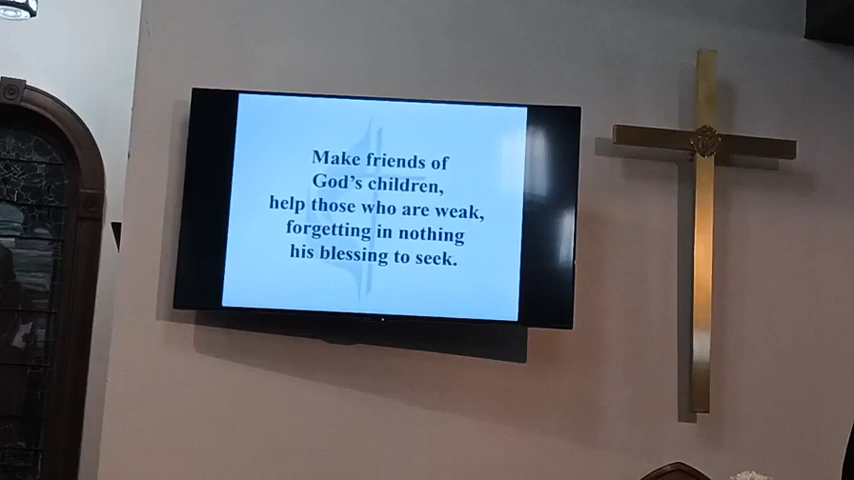 Make friends of
God's children,
help those who are weak,
forgetting in nothing
his blessing to seek.